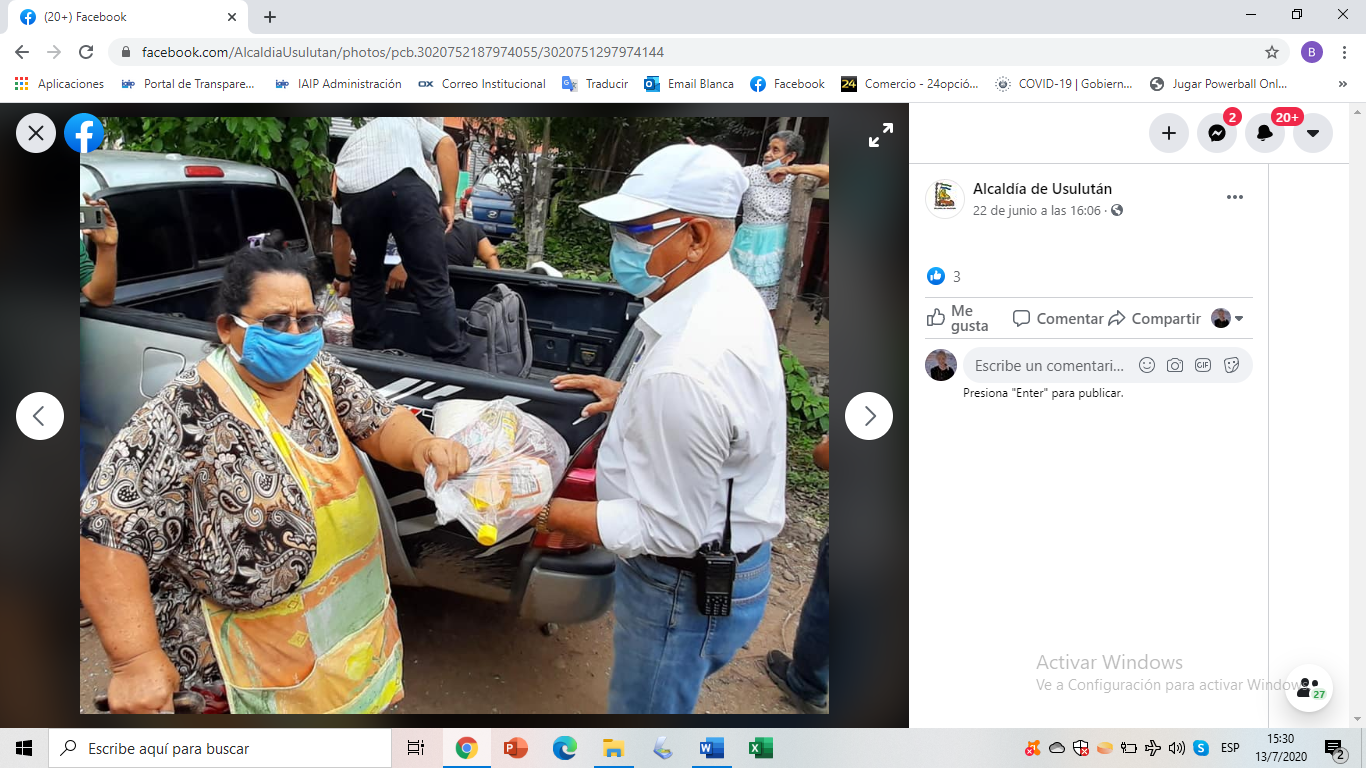 (20+) Facebook
facebook.com/AlcaldiaUsulutan/photos/pcb.3020752187974055/3020751297974144
B
Aplicaciones
Portal de Transpare...
IAIP Administración
OX
Correo Institucional
Traducir
Email Blanca
Facebook
24
Comercio - 24opció...
COVID-19 | Gobiern...
Jugar Powerball Onl...
2
20+
Alcaldía de Usulután
22 de junio a las 16:06 ·
3
Me gusta
Comentar
Compartir
Escribe un comentari...
GIF
Presiona "Enter" para publicar.
Activar Windows
Ve a Configuración para activar Windows
27
Escribe aquí para buscar
ESP
15:30
13/7/2020
2